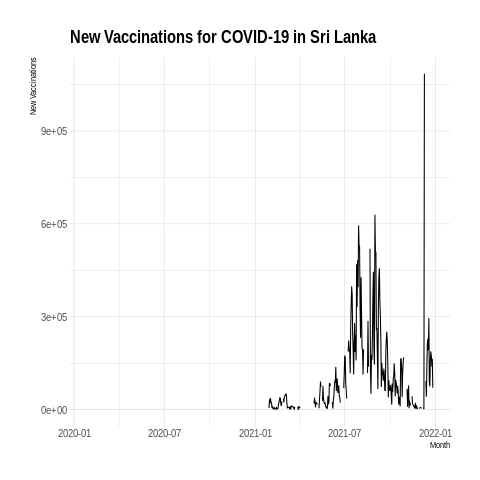 New Vaccinations for COVID-19 in Sri Lanka
New Vaccinations
9e+05
6e+05
3e+05
0e+00
2020-01 2020-07 2021-01 2021-07 2022-01
Month